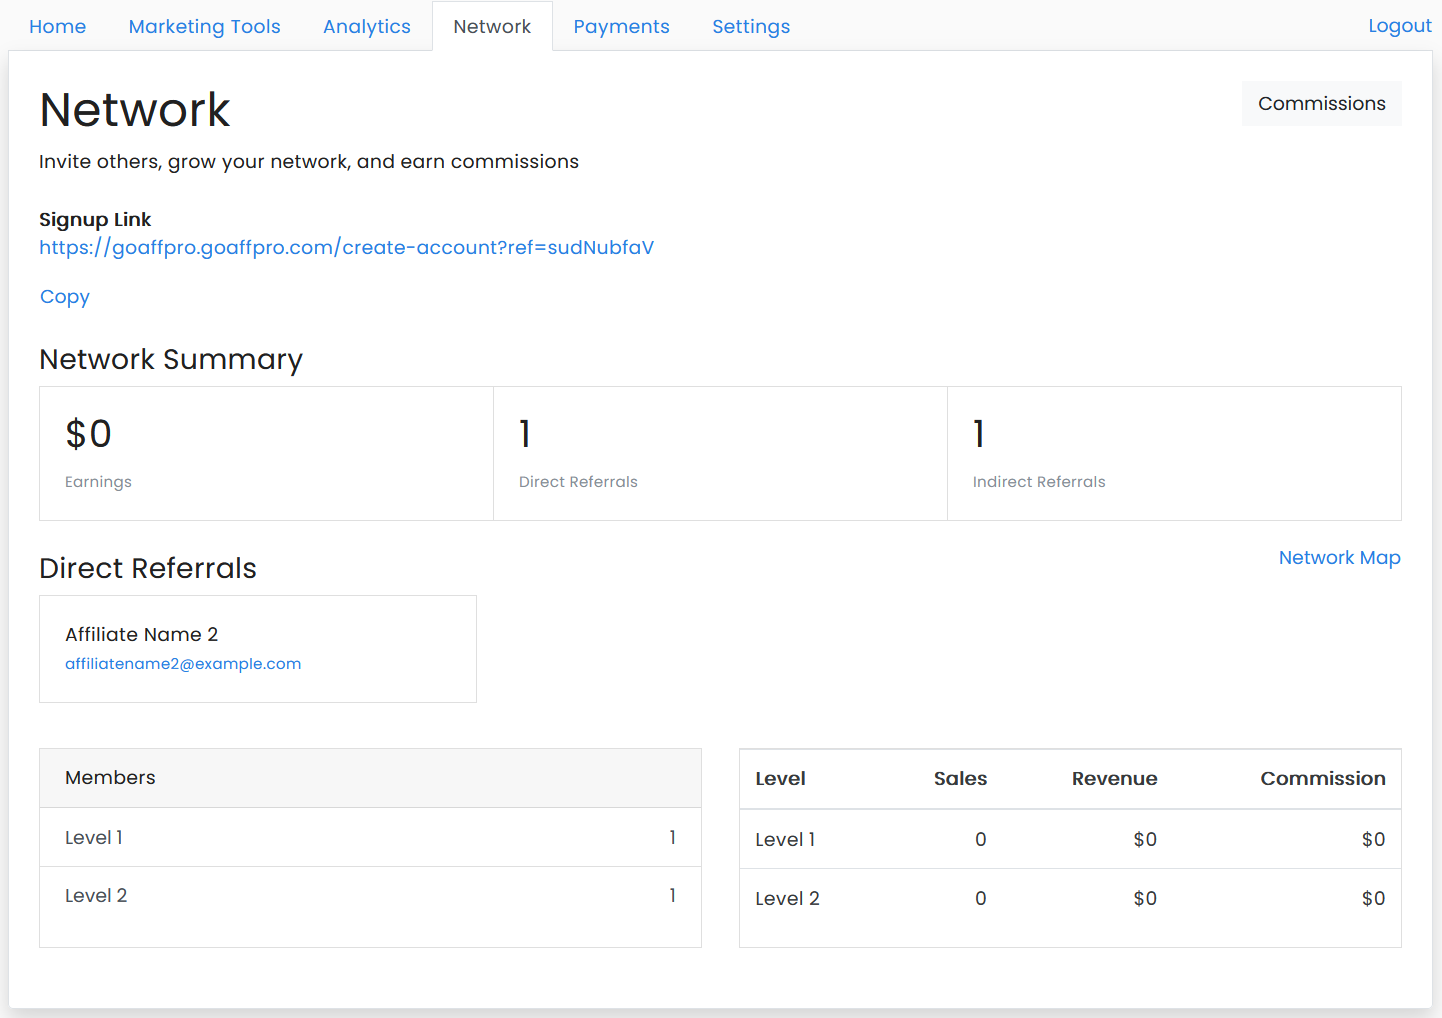 Home Marketing Tools Analytics Network Payments Settings Logout
Network
Commissions
Invite others, grow your network, and earn commissions
Signup Link
https://goaffpro.goaffpro.com/create-account?ref=sudNubfaV
Copy
Network Summary
$0 1 1
Earnings Direct Referrals Indirect Referrals
Direct Referrals
Network Map
Affiliate Name 2
affiliatename2@example.com
Members
Level 1 1
Level 2 1
Level Sales Revenue Commission
Level 1 0 $0 $0
Level 2 0 $0 $0